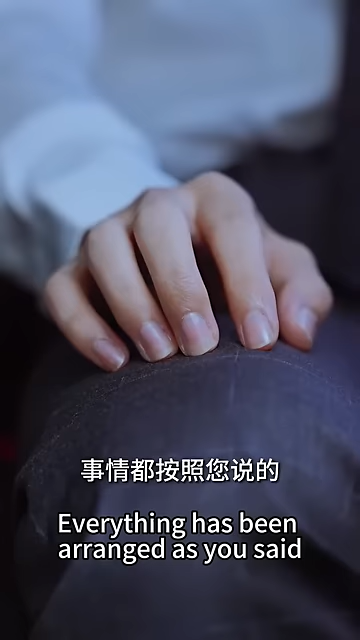 事情都按照您说的
Everything has been
arranged as you said